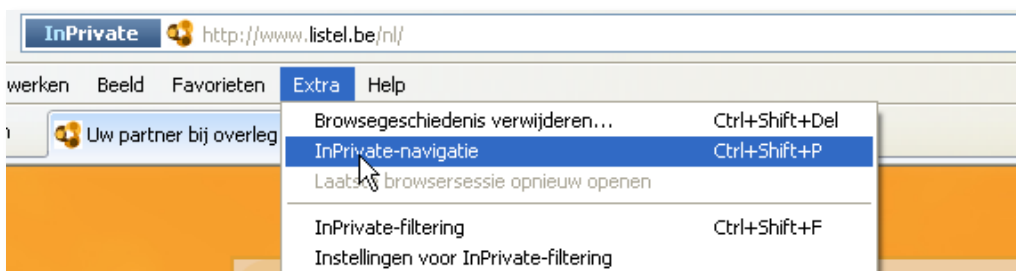 InPrivate http://www.listel.be/nl/
werken Beeld Favorieten Extra Help
Uw partner bij overleg
Browsegeschiedenis verwijderen... Ctrl+Shift+Del
InPrivate-navigatie Ctrl+Shift+P
browsersessie opnieuw openen
InPrivate-filtering Ctrl+Shift+F
Instellingen voor InPrivate-filtering